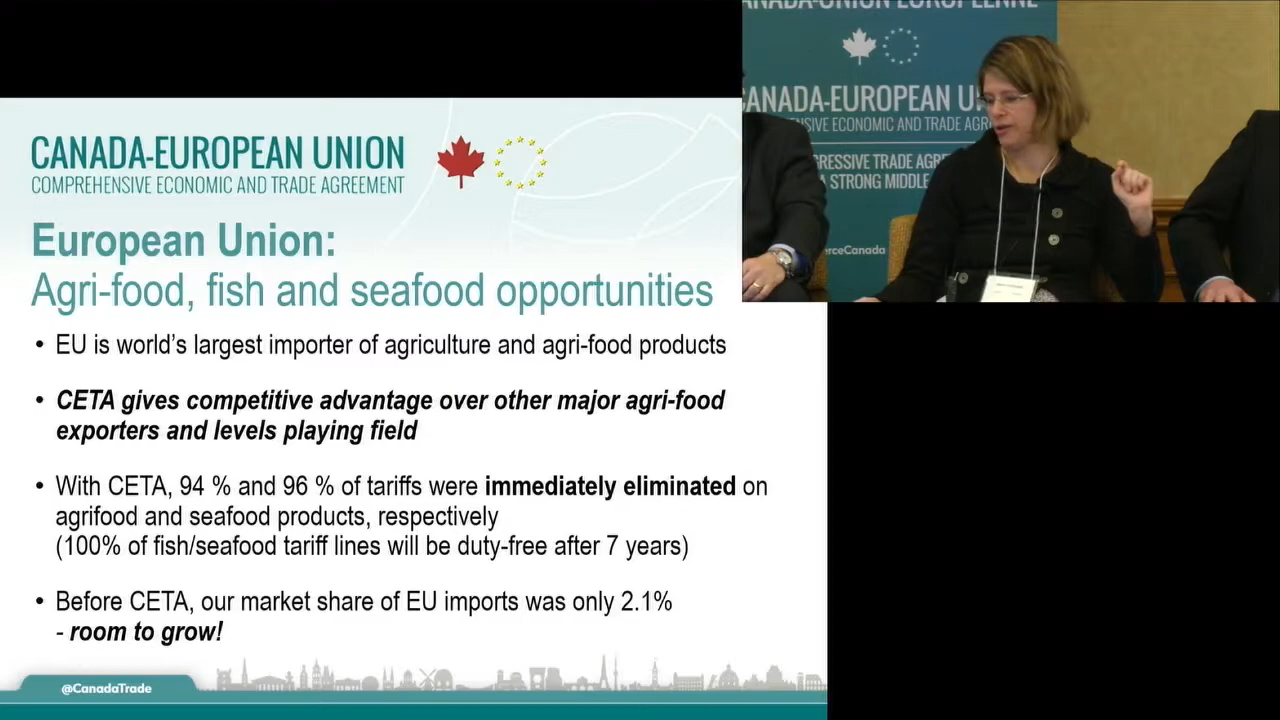 CANADA-EUROPEAN UNION
COMPREHENSIVE ECONOMIC AND TRADE AGREEMENT
European Union:
Agri-food, fish and seafood opportunities
• EU is world's largest importer of agriculture and agri-food products
• CETA gives competitive advantage over other major agri-food
exporters and levels playing field
• With CETA, 94 % and 96 % of tariffs were immediately eliminated on
agrifood and seafood products, respectively
(100% of fish/seafood tariff lines will be duty-free after 7 years)
• Before CETA, our market share of EU imports was only 2.1%
- room to grow!
@CanadaTrade
ANADA-UNION EUROPÉENNE
CANADA-EUROPEAN U
ENSIVE ECONOMIC AND TRADE AGR
GRESSIVE TRADE AGRE
A STRONG MIDDLE
erceCanada